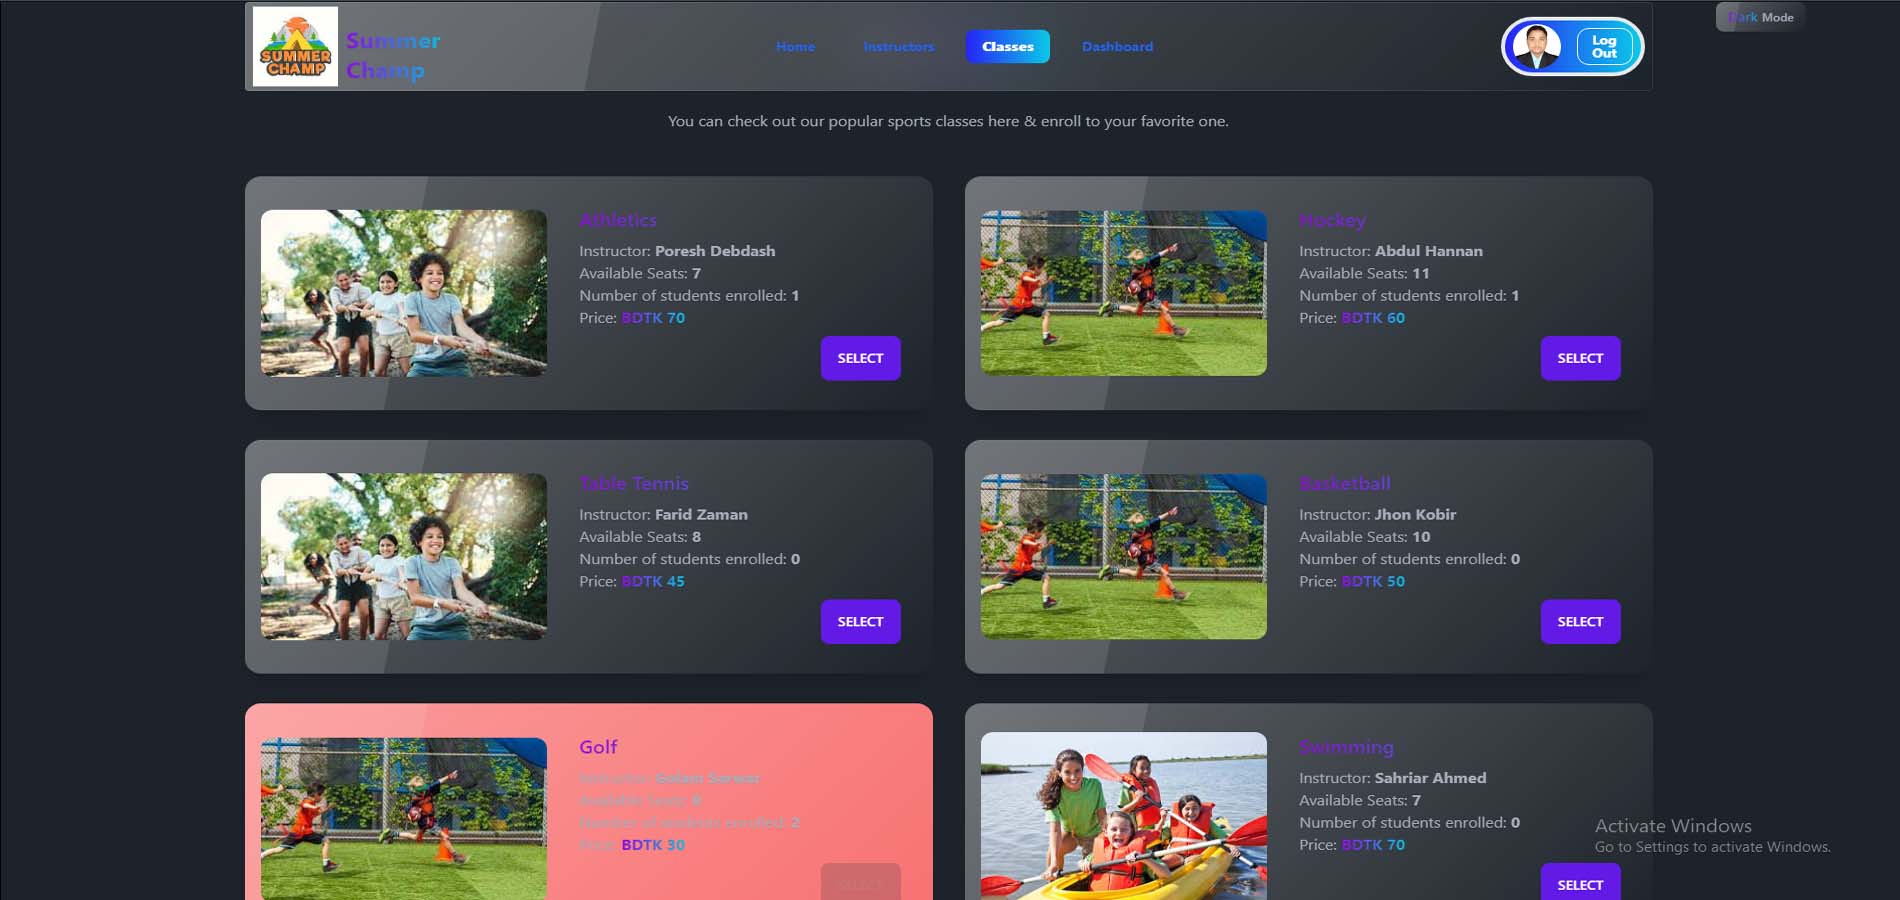 SUMMER
CHAMP
Summer
Champ
Home
Instructors
Classes
Dashboard
Log
Out
Dark Mode
You can check out our popular sports classes here & enroll to your favorite one.
Athletics
Instructor: Poresh Debdash
Available Seats: 7
Number of students enrolled: 1
Price: BDTK 70
SELECT
Hockey
Instructor: Abdul Hannan
Available Seats: 11
Number of students enrolled: 1
Price: BDTK 60
SELECT
Table Tennis
Instructor: Farid Zaman
Available Seats: 8
Number of students enrolled: 0
Price: BDTK 45
SELECT
Basketball
Instructor: Jhon Kobir
Available Seats: 10
Number of students enrolled: 0
Price: BDTK 50
SELECT
Golf
Instructor: Golam Sarwar
Available Seats: 0
Number of students enrolled: 2
Price: BDTK 30
SELECT
Swimming
Instructor: Sahriar Ahmed
Available Seats: 7
Number of students enrolled: 0
Price: BDTK 70
SELECT
Activate Windows
Go to Settings to activate Windows.